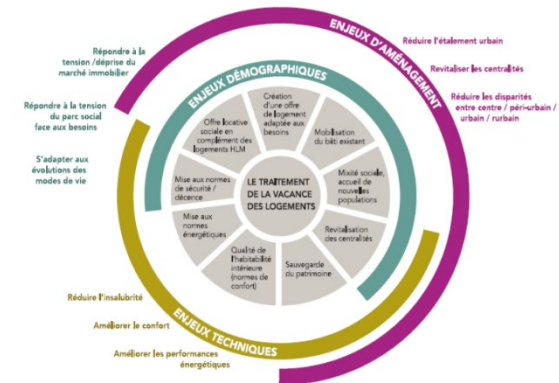 ENJEUX D'AMÉNAGEMENT
Réduire l'étalement urbain
Revitaliser les centralités
Réduire les disparités
entre centre / péri-urbain /
urbain / rurbain
Répondre à la
tension /déprise du
marché immobilier
Répondre à la tension
du parc social
face aux besoins
S'adapter aux
évolutions des
modes de vie
ENJEUX DÉMOGRAPHIQUES
Création
d'une offre
de logement
adaptée aux
besoins
Mobilisation
du bâti existant
Mixité sociale,
accueil de
nouvelles
populations
Revitalisation
des centralités
Sauvegarde
du patrimoine
Qualité de
l'habitabilité
intérieure
(normes de
confort)
Mise aux
normes
énergétiques
Mise aux normes
de sécurité /
décence
Offre locative
sociale en
complément des
logements HLM
LE TRAITEMENT
DE LA VACANCE
DES LOGEMENTS
Réduire l'insalubrité
Améliorer le confort
Améliorer les performances
énergétiques
ENJEUX TECHNIQUES